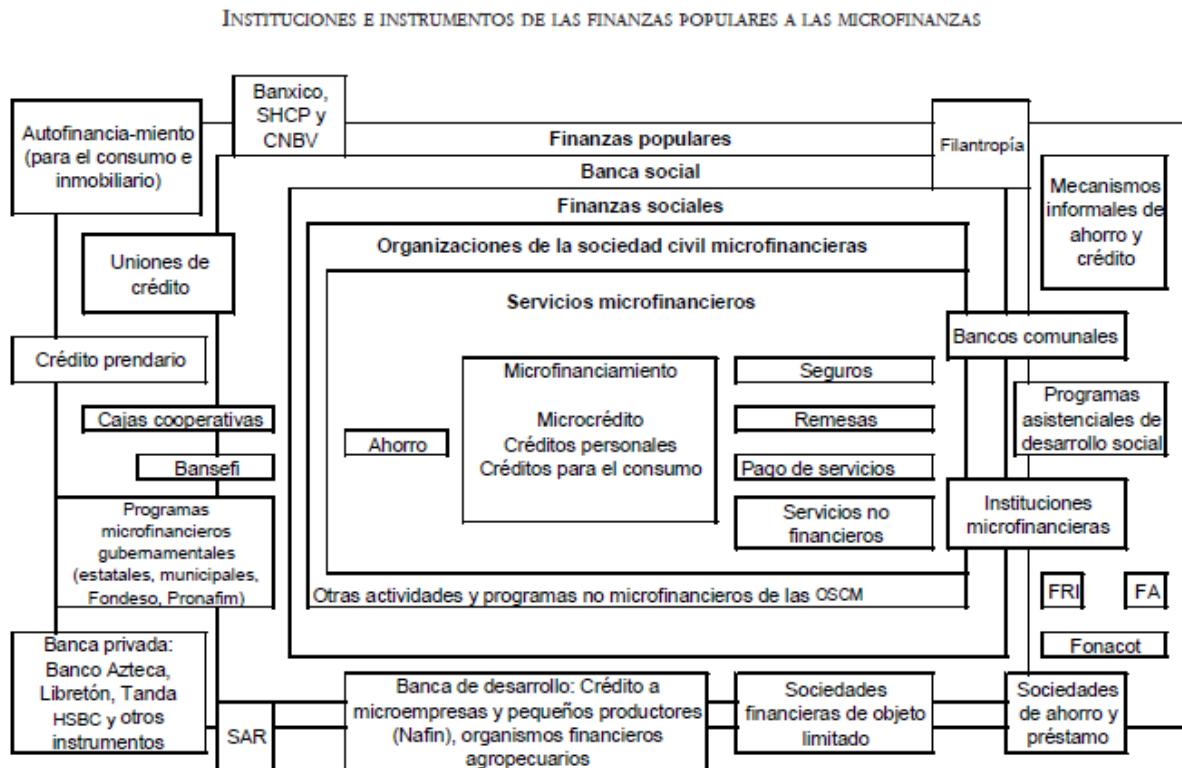 INSTITUCIONES E INSTRUMENTOS DE LAS FINANZAS POPULARES A LAS MICROFINANZAS
Banxico,
SHCP y
CNBV
Autofinancia-miento
(para el consumo e
inmobiliario)
Finanzas populares
Filantropía
Banca social
Mecanismos
informales de
ahorro y
crédito
Finanzas sociales
Organizaciones de la sociedad civil microfinancieras
Uniones de
crédito
Servicios microfinancieros
Bancos comunales
Crédito prendario
Microfinanciamiento
Microcrédito
Créditos personales
Créditos para el consumo
Seguros
Programas
asistenciales de
desarrollo social
Cajas cooperativas
Ahorro
Remesas
Bansefi
Pago de servicios
Programas
microfinancieros
gubernamentales
(estatales, municipales,
Fondeso, Pronafim)
Servicios no
financieros
Instituciones
microfinancieras
Otras actividades y programas no microfinancieros de las OSCM
FRI
FA
Fonacot
Banca privada:
Banco Azteca,
Libretón, Tanda
HSBC y otros
instrumentos
SAR
Banca de desarrollo: Crédito a
microempresas y pequeños productores
(Nafin), organismos financieros
agropecuarios
Sociedades
financieras de objeto
limitado
Sociedades
de ahorro y
préstamo